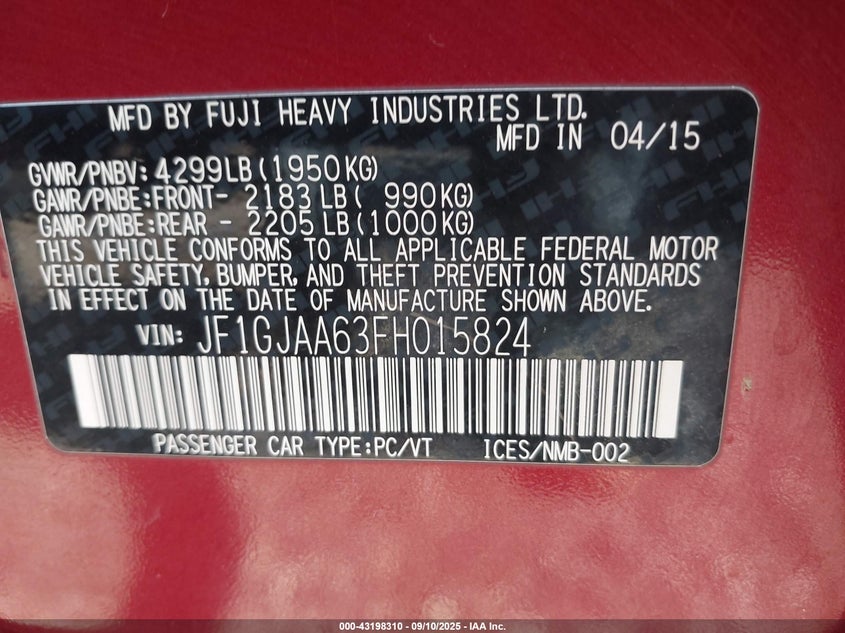 MFD BY FUJI HEAVY INDUSTRIES LTD.
MFD IN 04/15
GVWR/PNBV: 4299LB (1950KG)
GAWR/PNBE: FRONT- 2183LB ( 990KG)
GAWR/PNBE: REAR - 2205LB (1000KG)
THIS VEHICLE CONFORMS TO ALL APPLICABLE FEDERAL MOTOR
VEHICLE SAFETY, BUMPER, AND THEFT PREVENTION STANDARDS
IN EFFECT ON THE DATE OF MANUFACTURE SHOWN ABOVE.
VIN: JF1GJAA63FH015824
PASSENGER CAR TYPE:PC/VT ICES/NMB-002
000-43198310 | 09/10/2025 | IAA Inc.